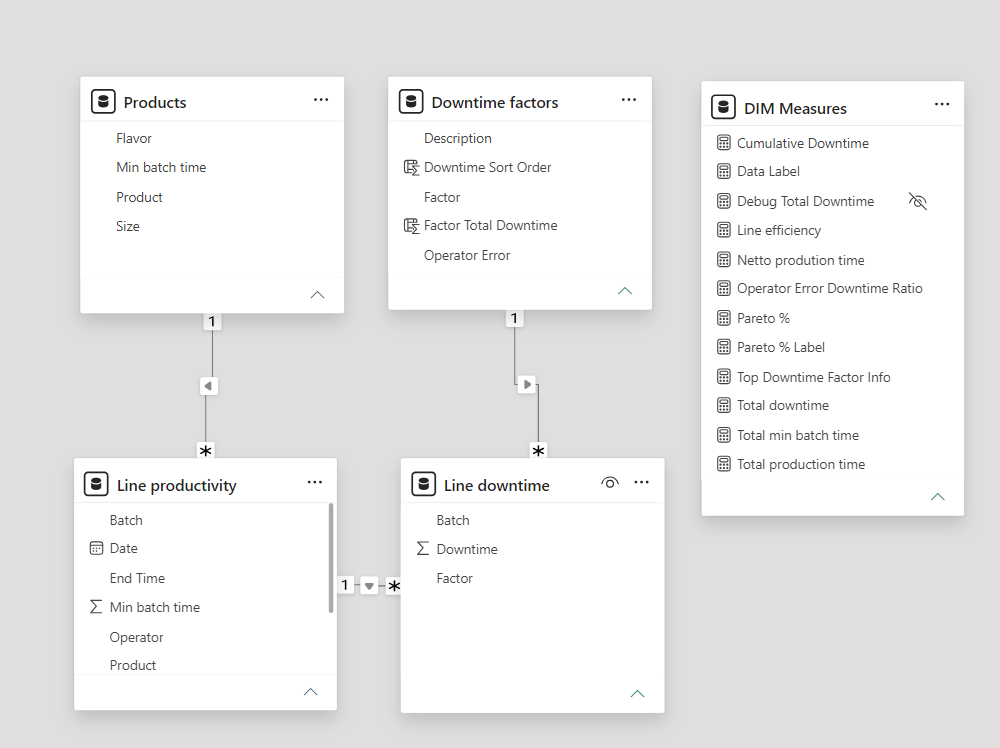 Products
Flavor
Min batch time
Product
Size
Downtime factors
Description
Downtime Sort Order
Factor
Factor Total Downtime
Operator Error
DIM Measures
Cumulative Downtime
Data Label
Debug Total Downtime
Line efficiency
Netto prodution time
Operator Error Downtime Ratio
Pareto %
Pareto % Label
Top Downtime Factor Info
Total downtime
Total min batch time
Total production time
1
1
*
*
Line productivity
Batch
Date
End Time
Min batch time
Operator
Product
1
*
Line downtime
Batch
Downtime
Factor